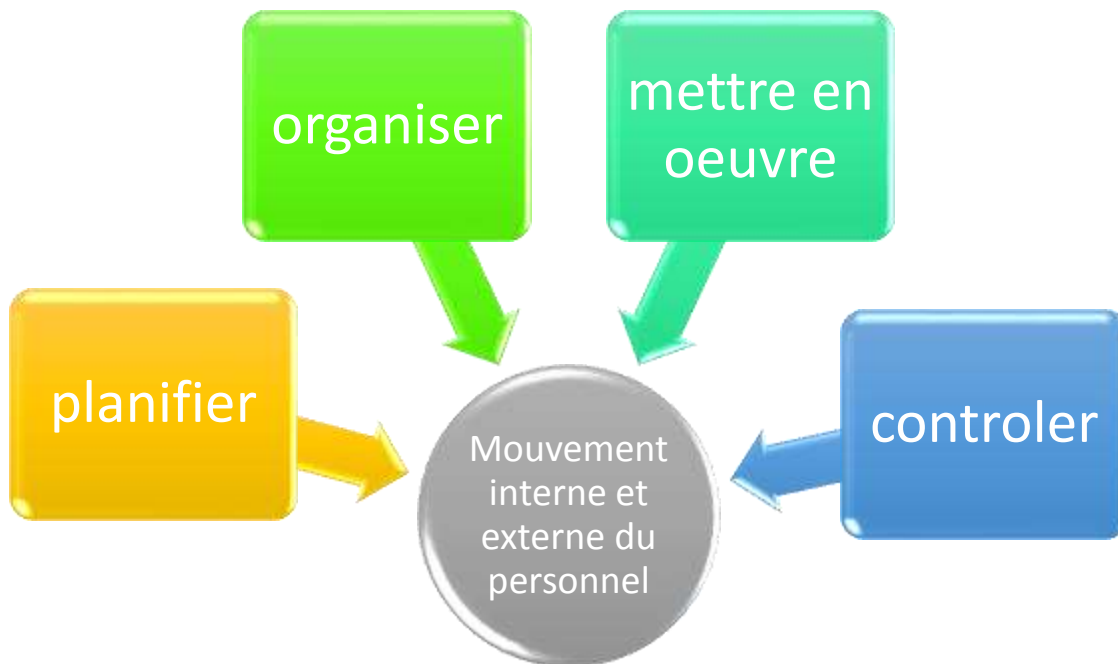 organiser
mettre en
oeuvre
planifier
controler
Mouvement
interne et
externe du
personnel